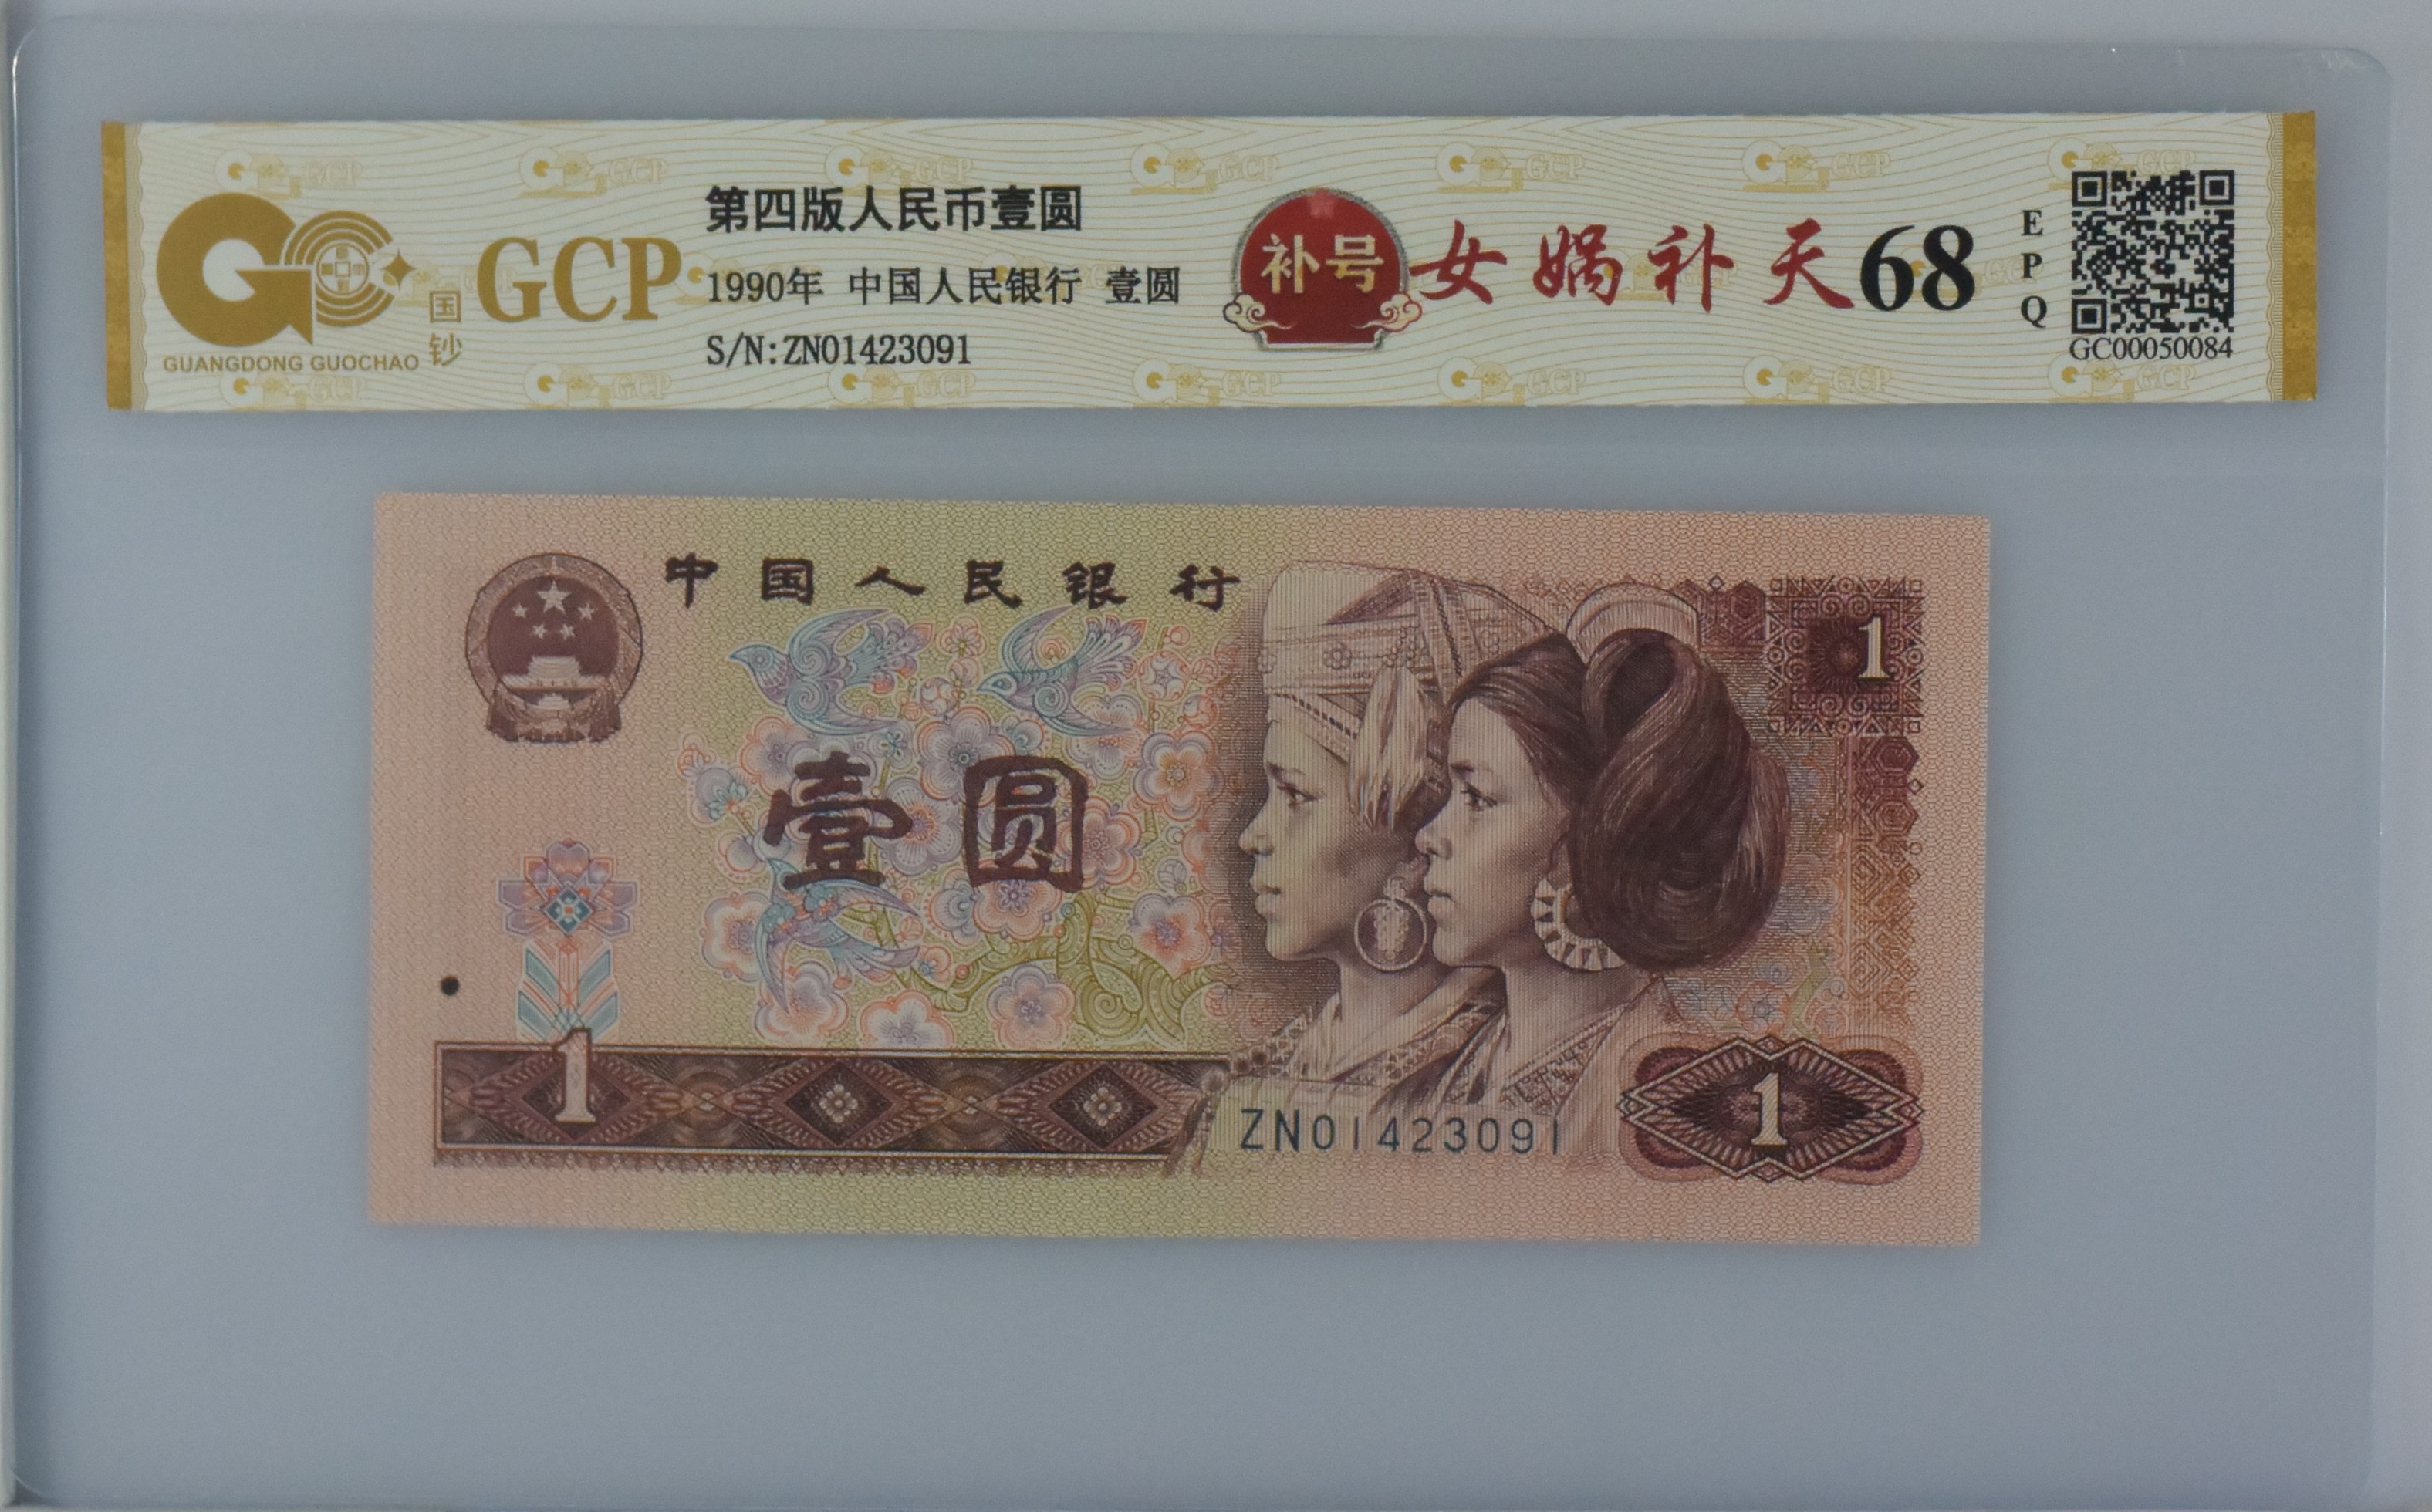 GCP
国钞
GUANGDONG GUOCHAO
第四版人民币壹圆
1990年 中国人民银行 壹圆
S/N:ZN01423091
补号
女娲补天
68
EPQ
GC00050084
中国人民银行
1
壹圆
1
ZN01423091
1